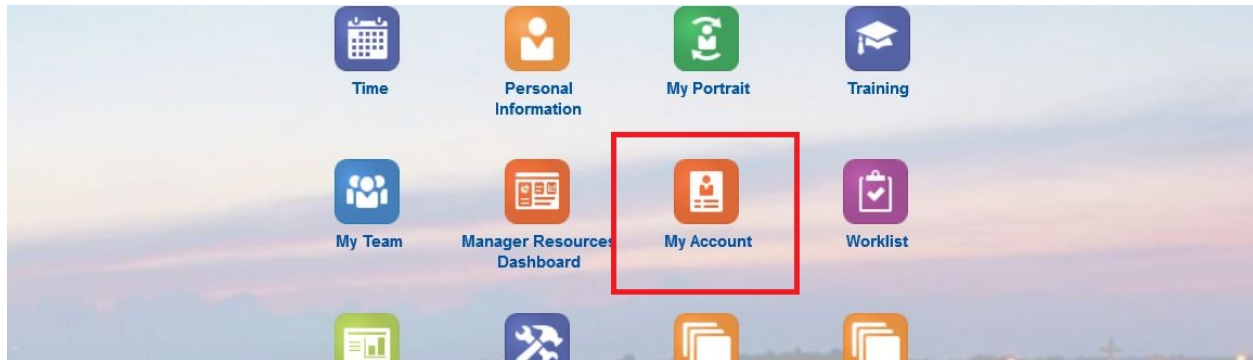 Time
Personal
Information
My Portrait
Training
My Team
Manager Resources
Dashboard
My Account
Worklist